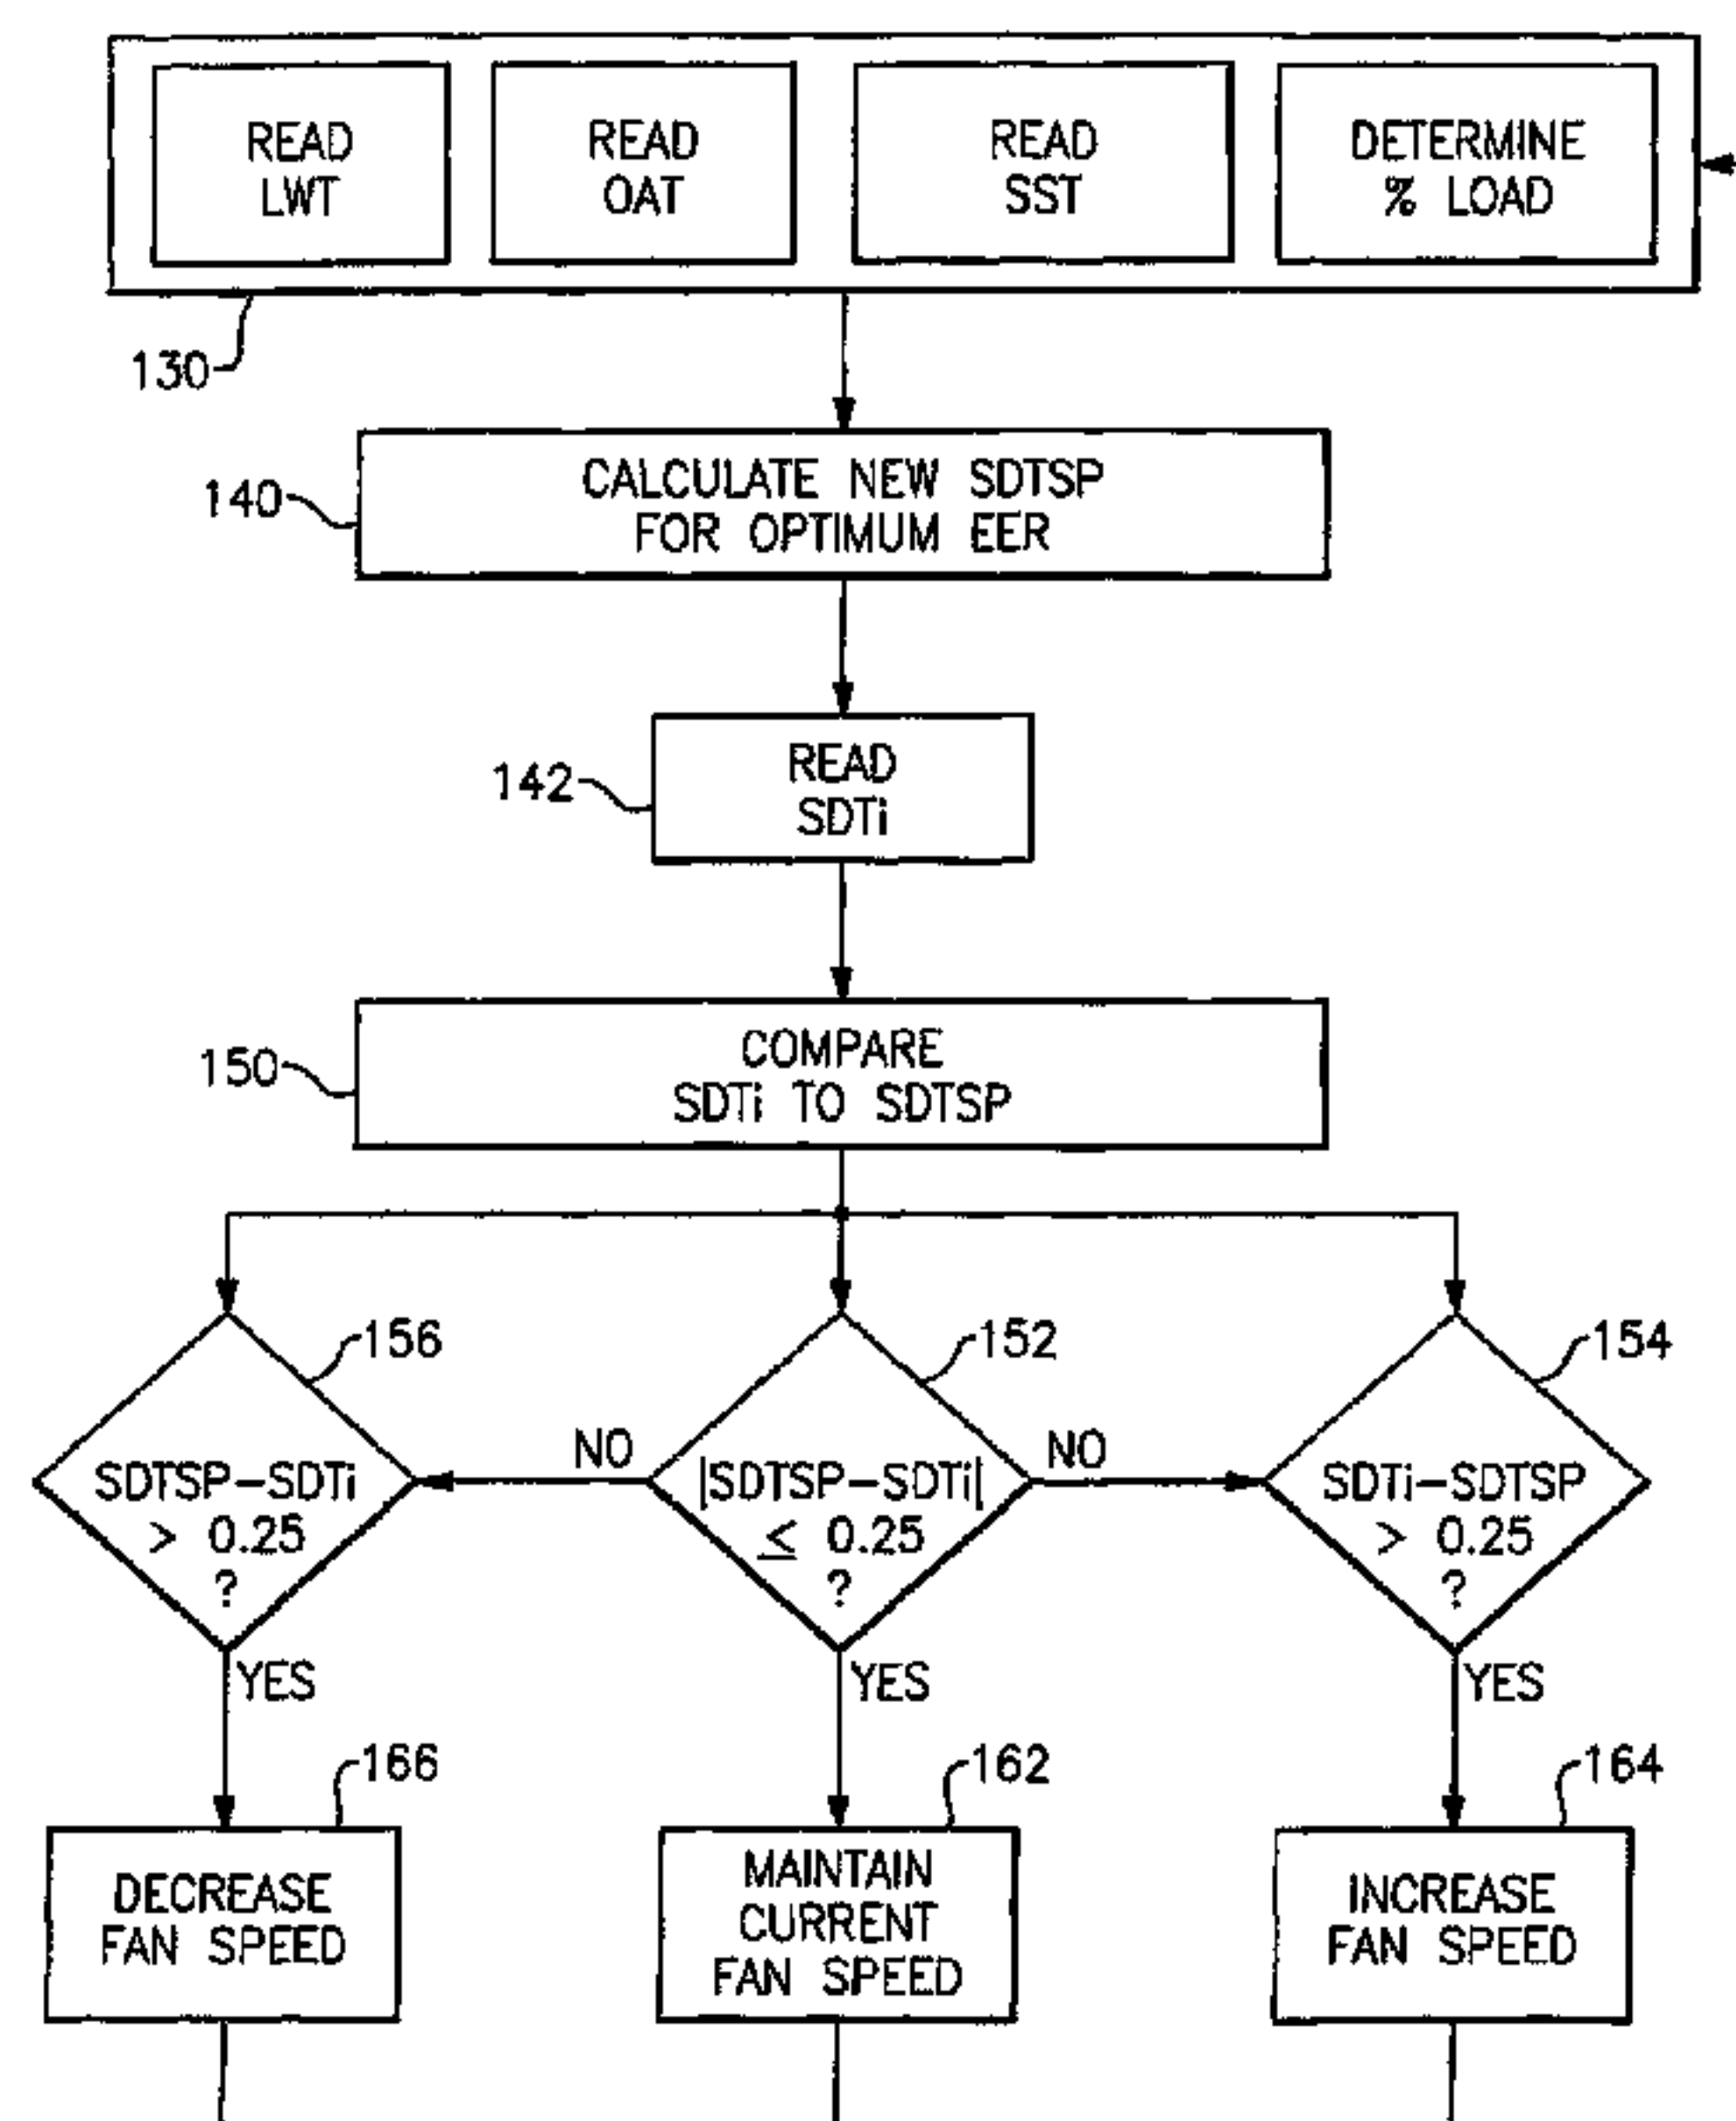 READ
LWT
READ
OAT
READ
SST
DETERMINE
% LOAD
130
140
CALCULATE NEW SDTSP
FOR OPTIMUM EER
142
READ
SDTi
150
COMPARE
SDTi TO SDTSP
156
152
154
SDTSP-SDTi
> 0.25
?
NO
|SDTSP-SDTi|
≤ 0.25
?
NO
SDTi-SDTSP
> 0.25
?
YES
YES
YES
166
162
164
DECREASE
FAN SPEED
MAINTAIN
CURRENT
FAN SPEED
INCREASE
FAN SPEED